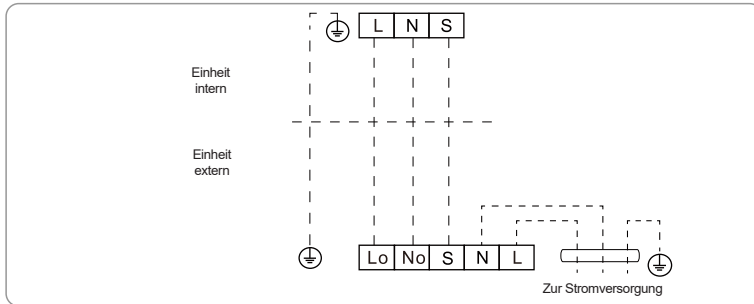 L N S
Einheit
intern
Einheit
extern
Lo No S N L
Zur Stromversorgung